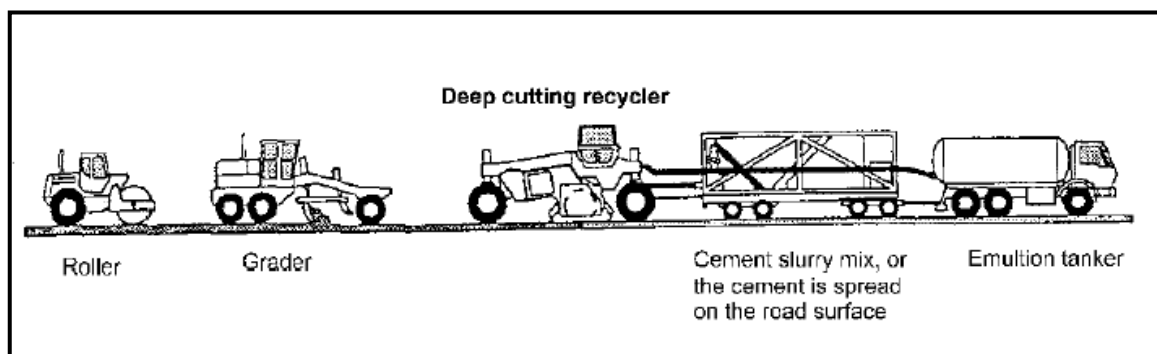 Deep cutting recycler
Roller
Grader
Cement slurry mix, or
the cement is spread
on the road surface
Emultion tanker